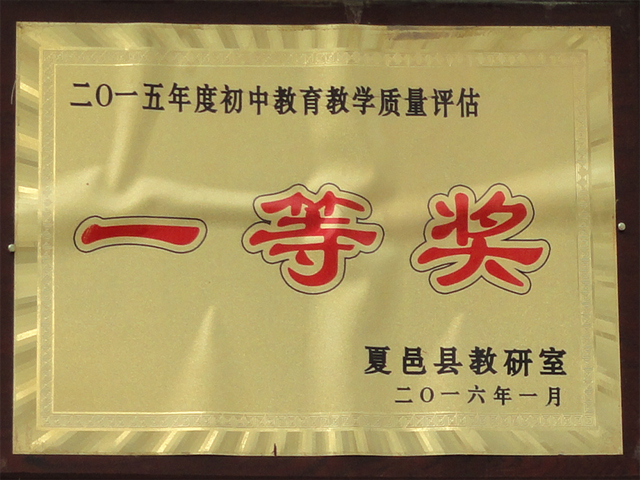 二〇一五年度初中教育教学质量评估
一等奖
夏邑县教研室
二〇一六年一月